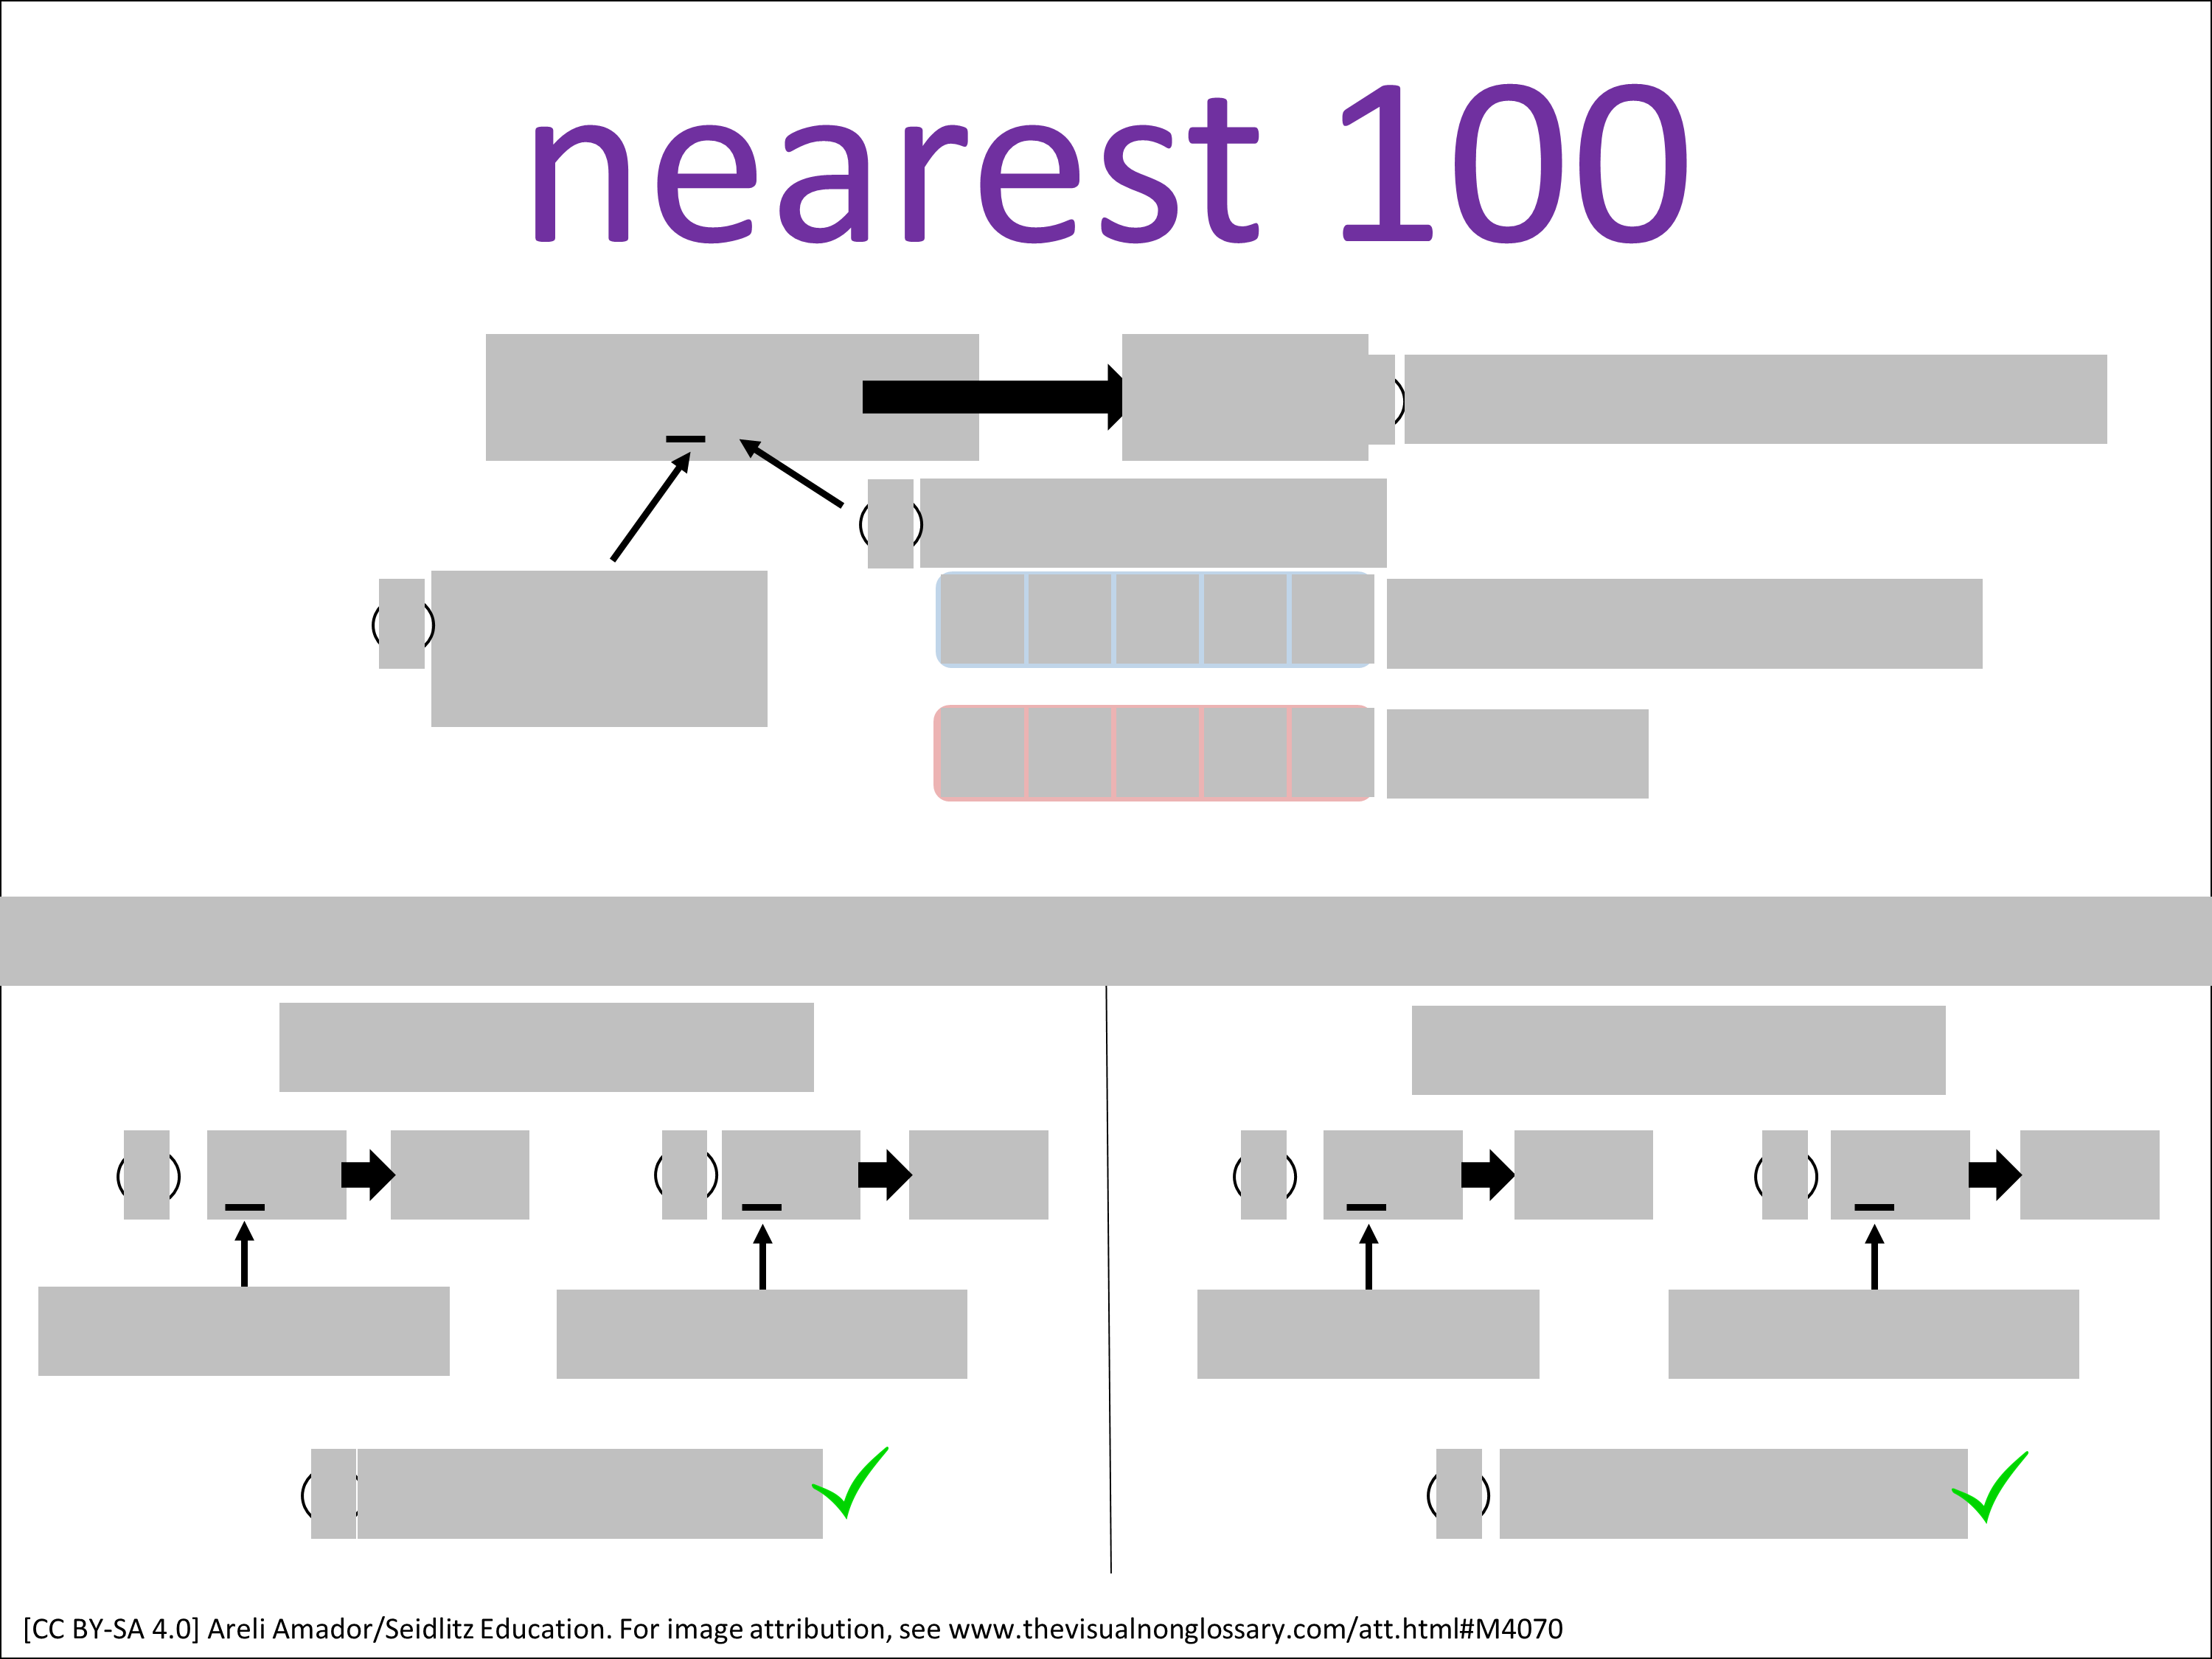 nearest 100
[CC BY-SA 4.0] Areli Amador/Seidlitz Education. For image attribution, see www.thevisualnonglossary.com/att.html#M4070